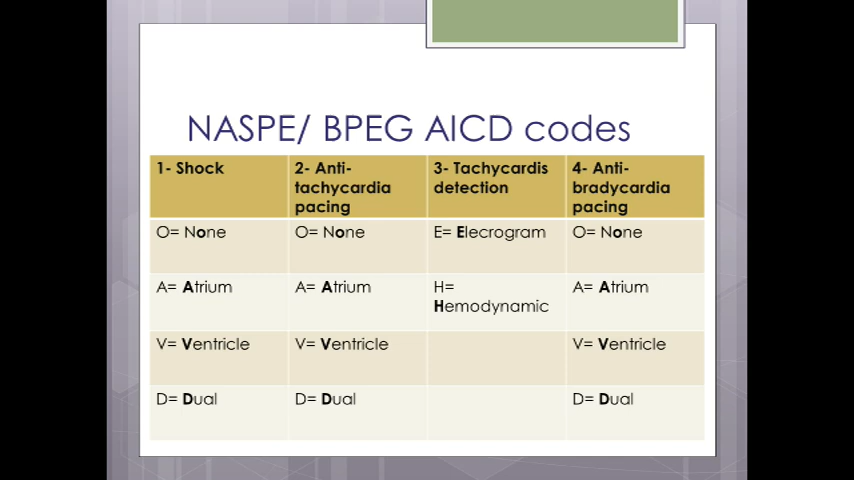 NASPE/ BPEG AICD codes
1- Shock
2- Anti-
tachycardia
pacing
3- Tachycardis
detection
4- Anti-
bradycardia
pacing
O= None
O= None
E= Elecrogram
O= None
A= Atrium
A= Atrium
H=
Hemodynamic
A= Atrium
V= Ventricle
V= Ventricle
V= Ventricle
D= Dual
D= Dual
D= Dual